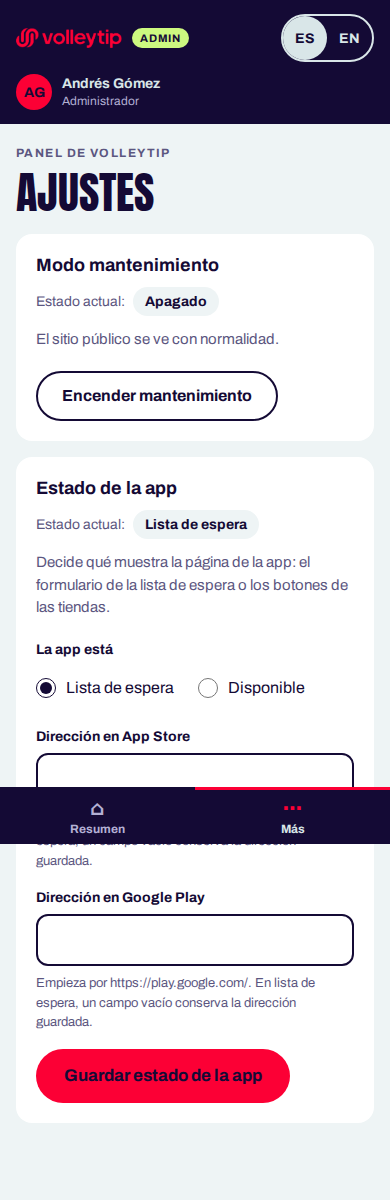 volleytip ADMIN ES EN
AG Andrés Gómez
Administrador
PANEL DE VOLLEYTIP
AJUSTES
Modo mantenimiento
Estado actual: Apagado
El sitio público se ve con normalidad.
Encender mantenimiento
Estado de la app
Estado actual: Lista de espera
Decide qué muestra la página de la app: el
formulario de la lista de espera o los botones de
las tiendas.
La app está
Lista de espera Disponible
Dirección en App Store
Resumen Más
guardada.
Dirección en Google Play
Empieza por https://play.google.com/. En lista de
espera, un campo vacío conserva la dirección
guardada.
Guardar estado de la app